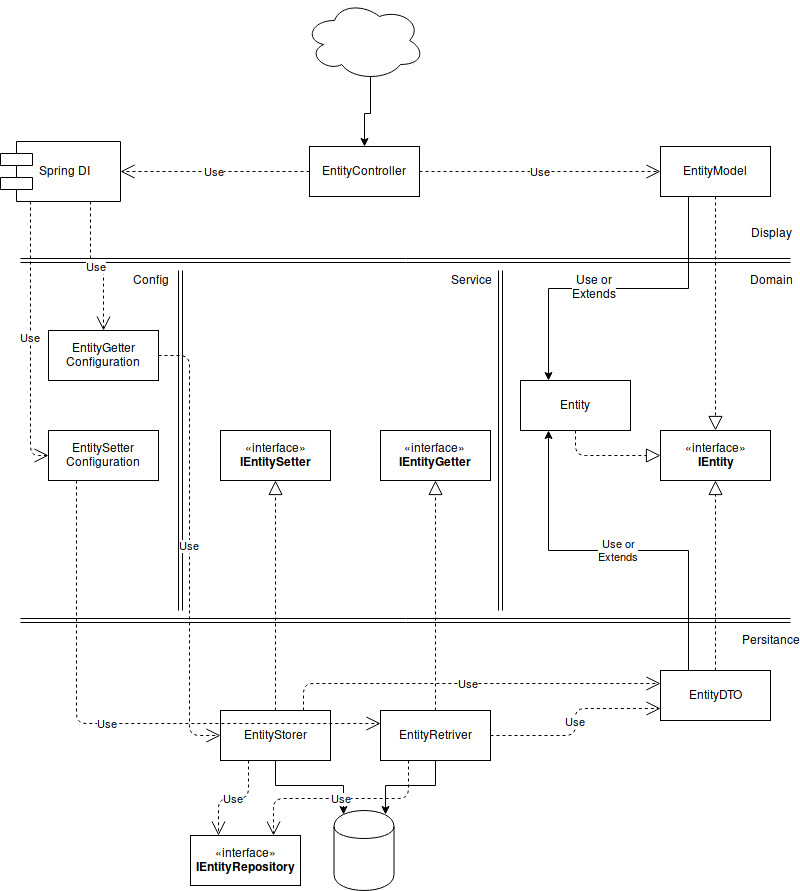 Spring DI
Use
EntityController
Use
EntityModel
Display
Use
Config
Service
Use or
Extends
Domain
Use
EntityGetter
Configuration
Entity
EntitySetter
Configuration
«interface»
IEntitySetter
«interface»
IEntityGetter
«interface»
IEntity
Use
Use or
Extends
Persitance
Use
EntityDTO
Use
EntityStorer
EntityRetriver
Use
Use
Use
«interface»
IEntityRepository